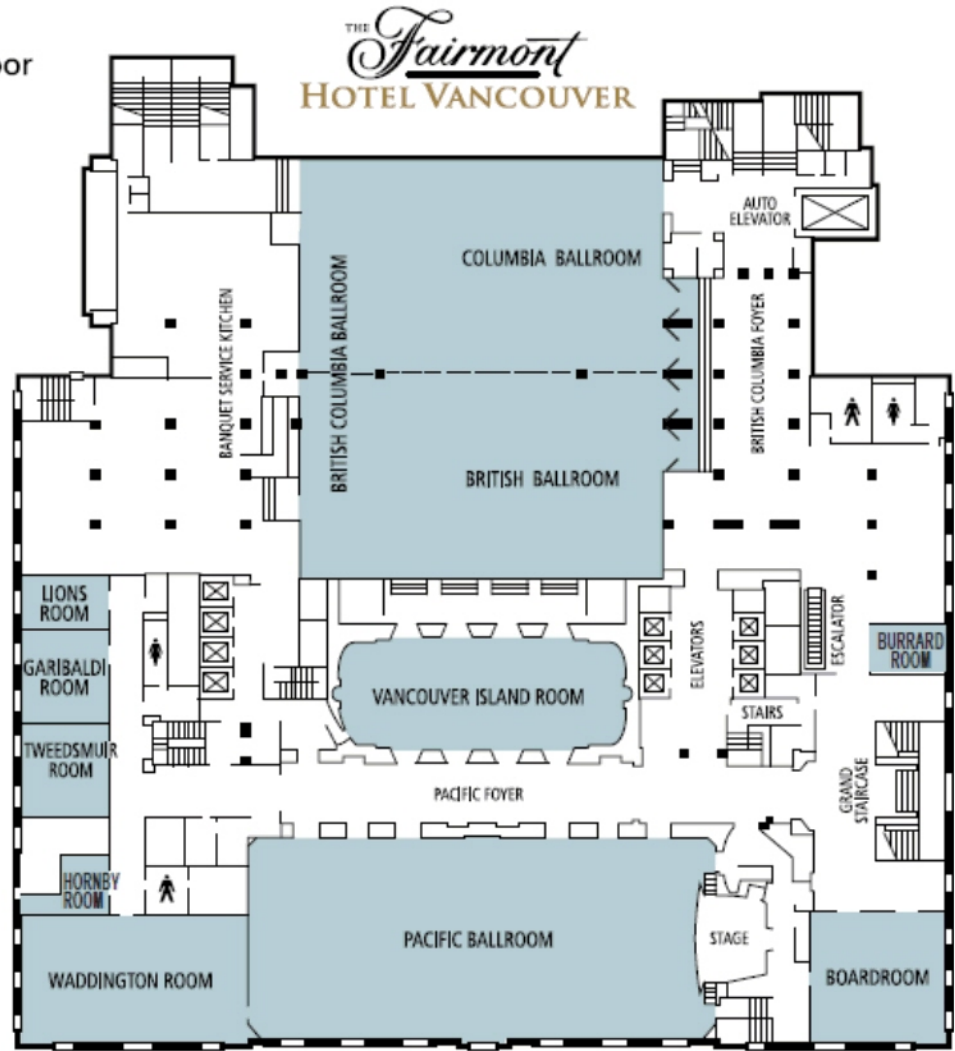 THE
Fairmont
HOTEL VANCOUVER
AUTO
ELEVATOR
COLUMBIA BALLROOM
BRITISH COLUMBIA BALLROOM
BANQUET SERVICE KITCHEN
BRITISH COLUMBIA FOYER
BRITISH BALLROOM
LIONS
ROOM
GARIBALDI
ROOM
TWEEDSMUIR
ROOM
HORNBY
ROOM
VANCOUVER ISLAND ROOM
ELEVATORS
ESCALATOR
BURRARD
ROOM
STAIRS
PACIFIC FOYER
GRAND
STAIRCASE
WADDINGTON ROOM
PACIFIC BALLROOM
STAGE
BOARDROOM